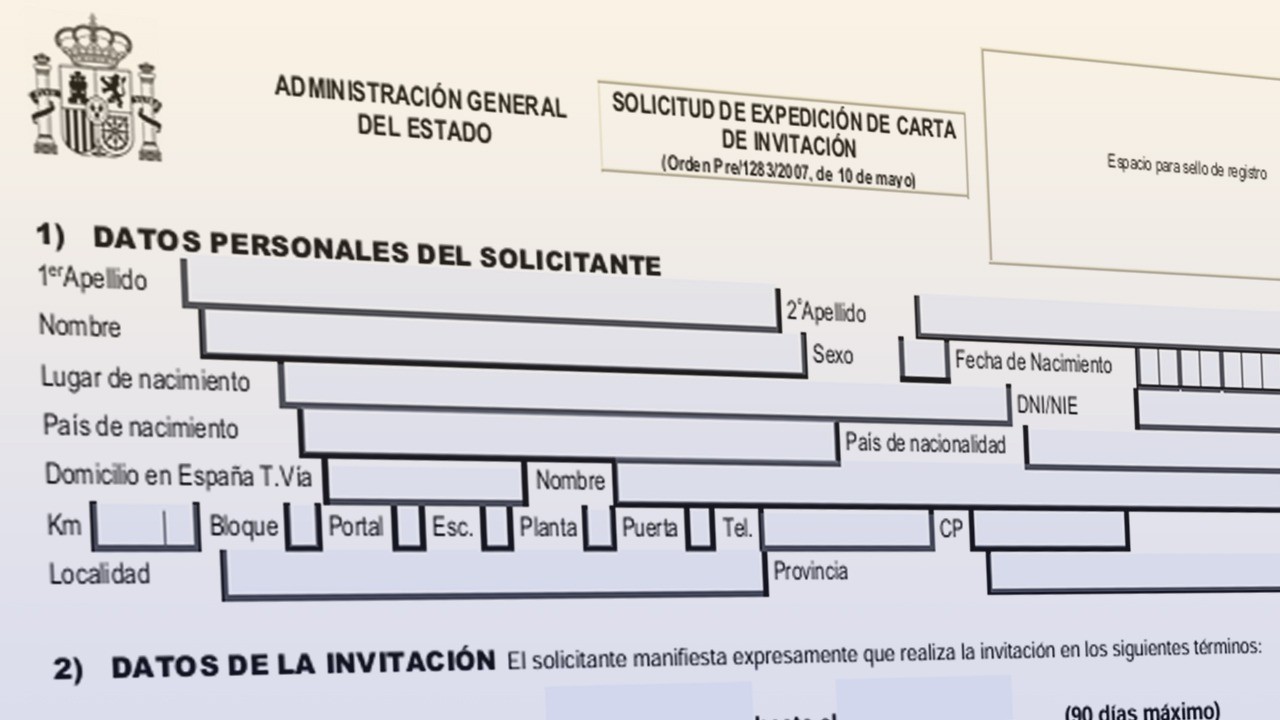 ADMINISTRACIÓN GENERAL
DEL ESTADO
SOLICITUD DE EXPEDICIÓN DE CARTA
DE INVITACIÓN
(Orden Pre/1283/2007, de 10 de mayo)
Espacio para sello de registro
1) DATOS PERSONALES DEL SOLICITANTE
1er Apellido 2º Apellido
Nombre Sexo Fecha de Nacimiento
Lugar de nacimiento DNI/NIE
País de nacimiento País de nacionalidad
Domicilio en España T.Vía Nombre
Km Bloque Portal Esc. Planta Puerta Tel. CP
Localidad Provincia
2) DATOS DE LA INVITACIÓN El solicitante manifiesta expresamente que realiza la invitación en los siguientes términos:
hasta el (90 días máximo)